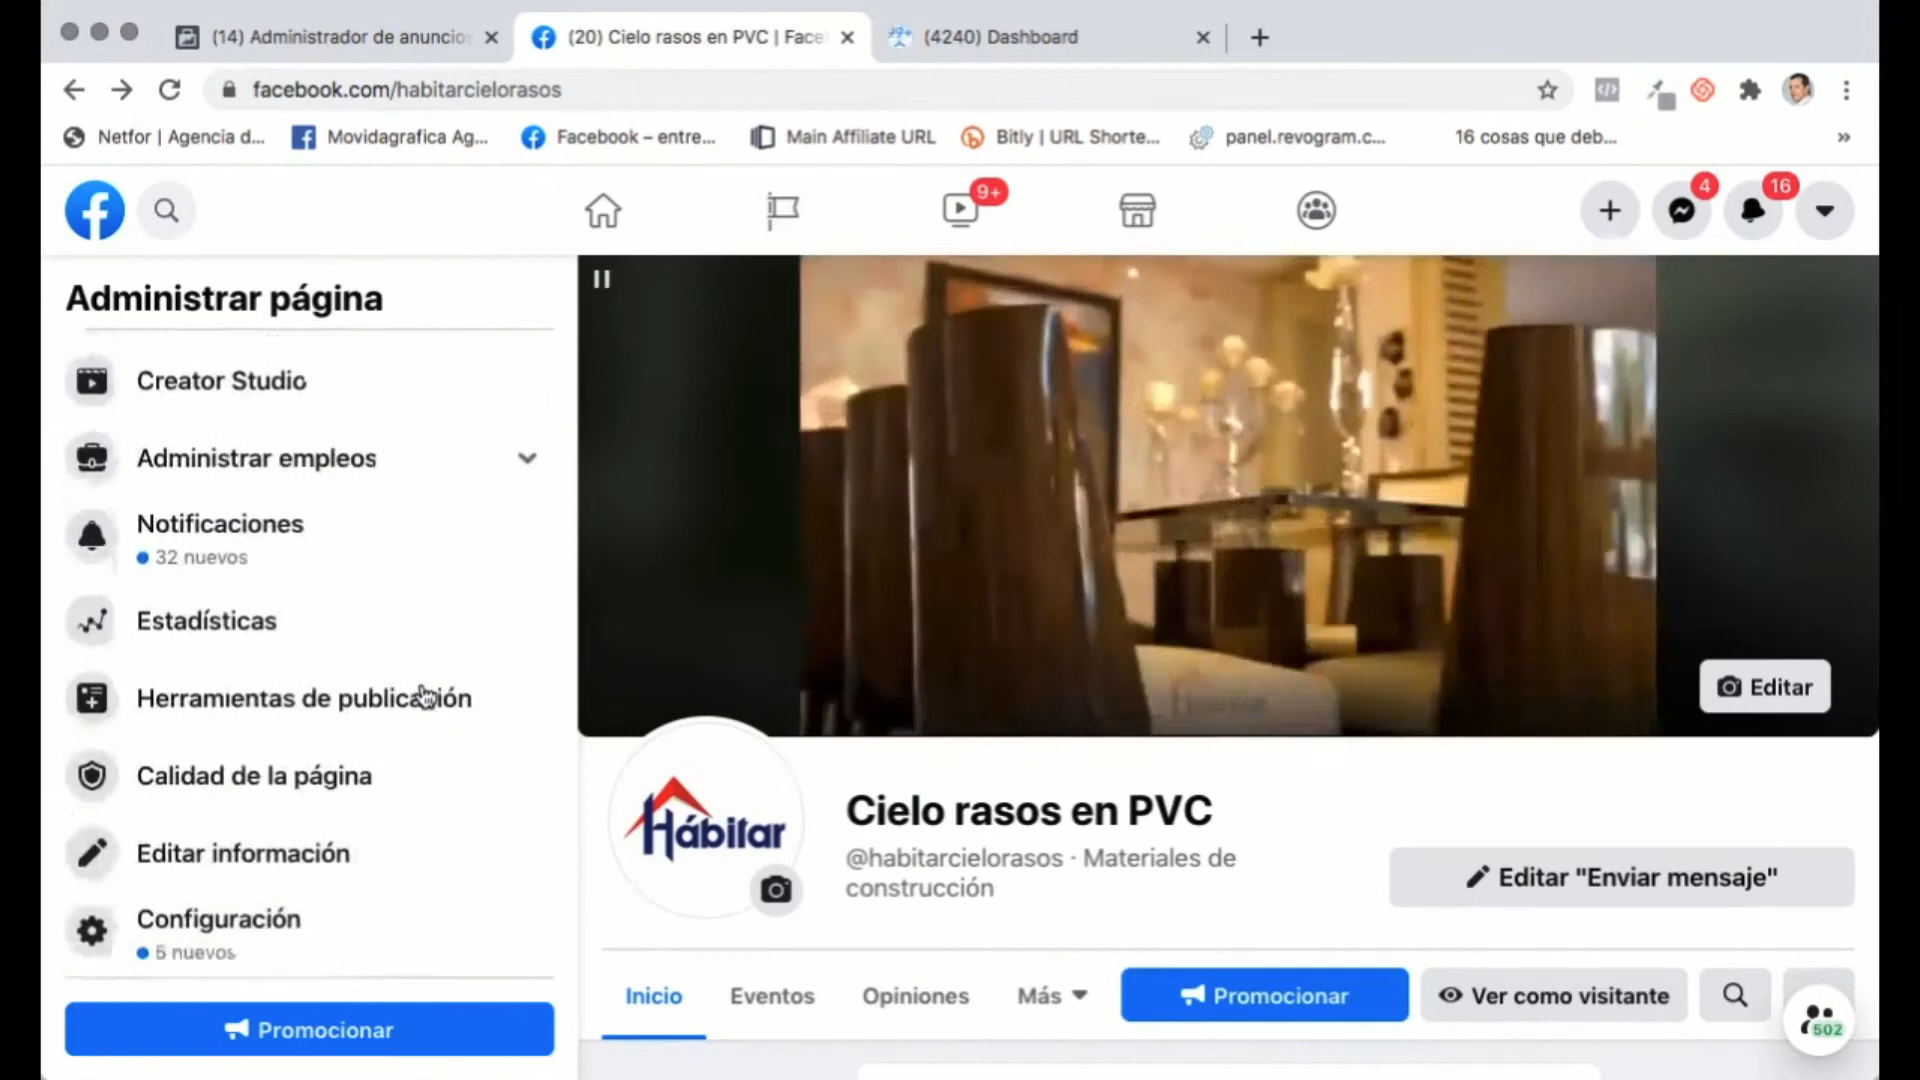 (14) Administrador de anuncios
(20) Cielo rasos en PVC | Face
(4240) Dashboard
facebook.com/habitarcielorasos
Netfor | Agencia d...
Movidagrafica Ag...
Facebook – entre...
Main Affiliate URL
Bitly | URL Shorte...
panel.revogram.c...
16 cosas que deb...
9+
4
16
Administrar página
Creator Studio
Administrar empleos
Notificaciones
32 nuevos
Estadísticas
Herramientas de publicación
Calidad de la página
Editar información
Configuración
5 nuevos
Promocionar
Editar
Hábitar
Cielo rasos en PVC
@habitarcielorasos · Materiales de
construcción
Editar "Enviar mensaje"
Inicio
Eventos
Opiniones
Más
Promocionar
Ver como visitante
502